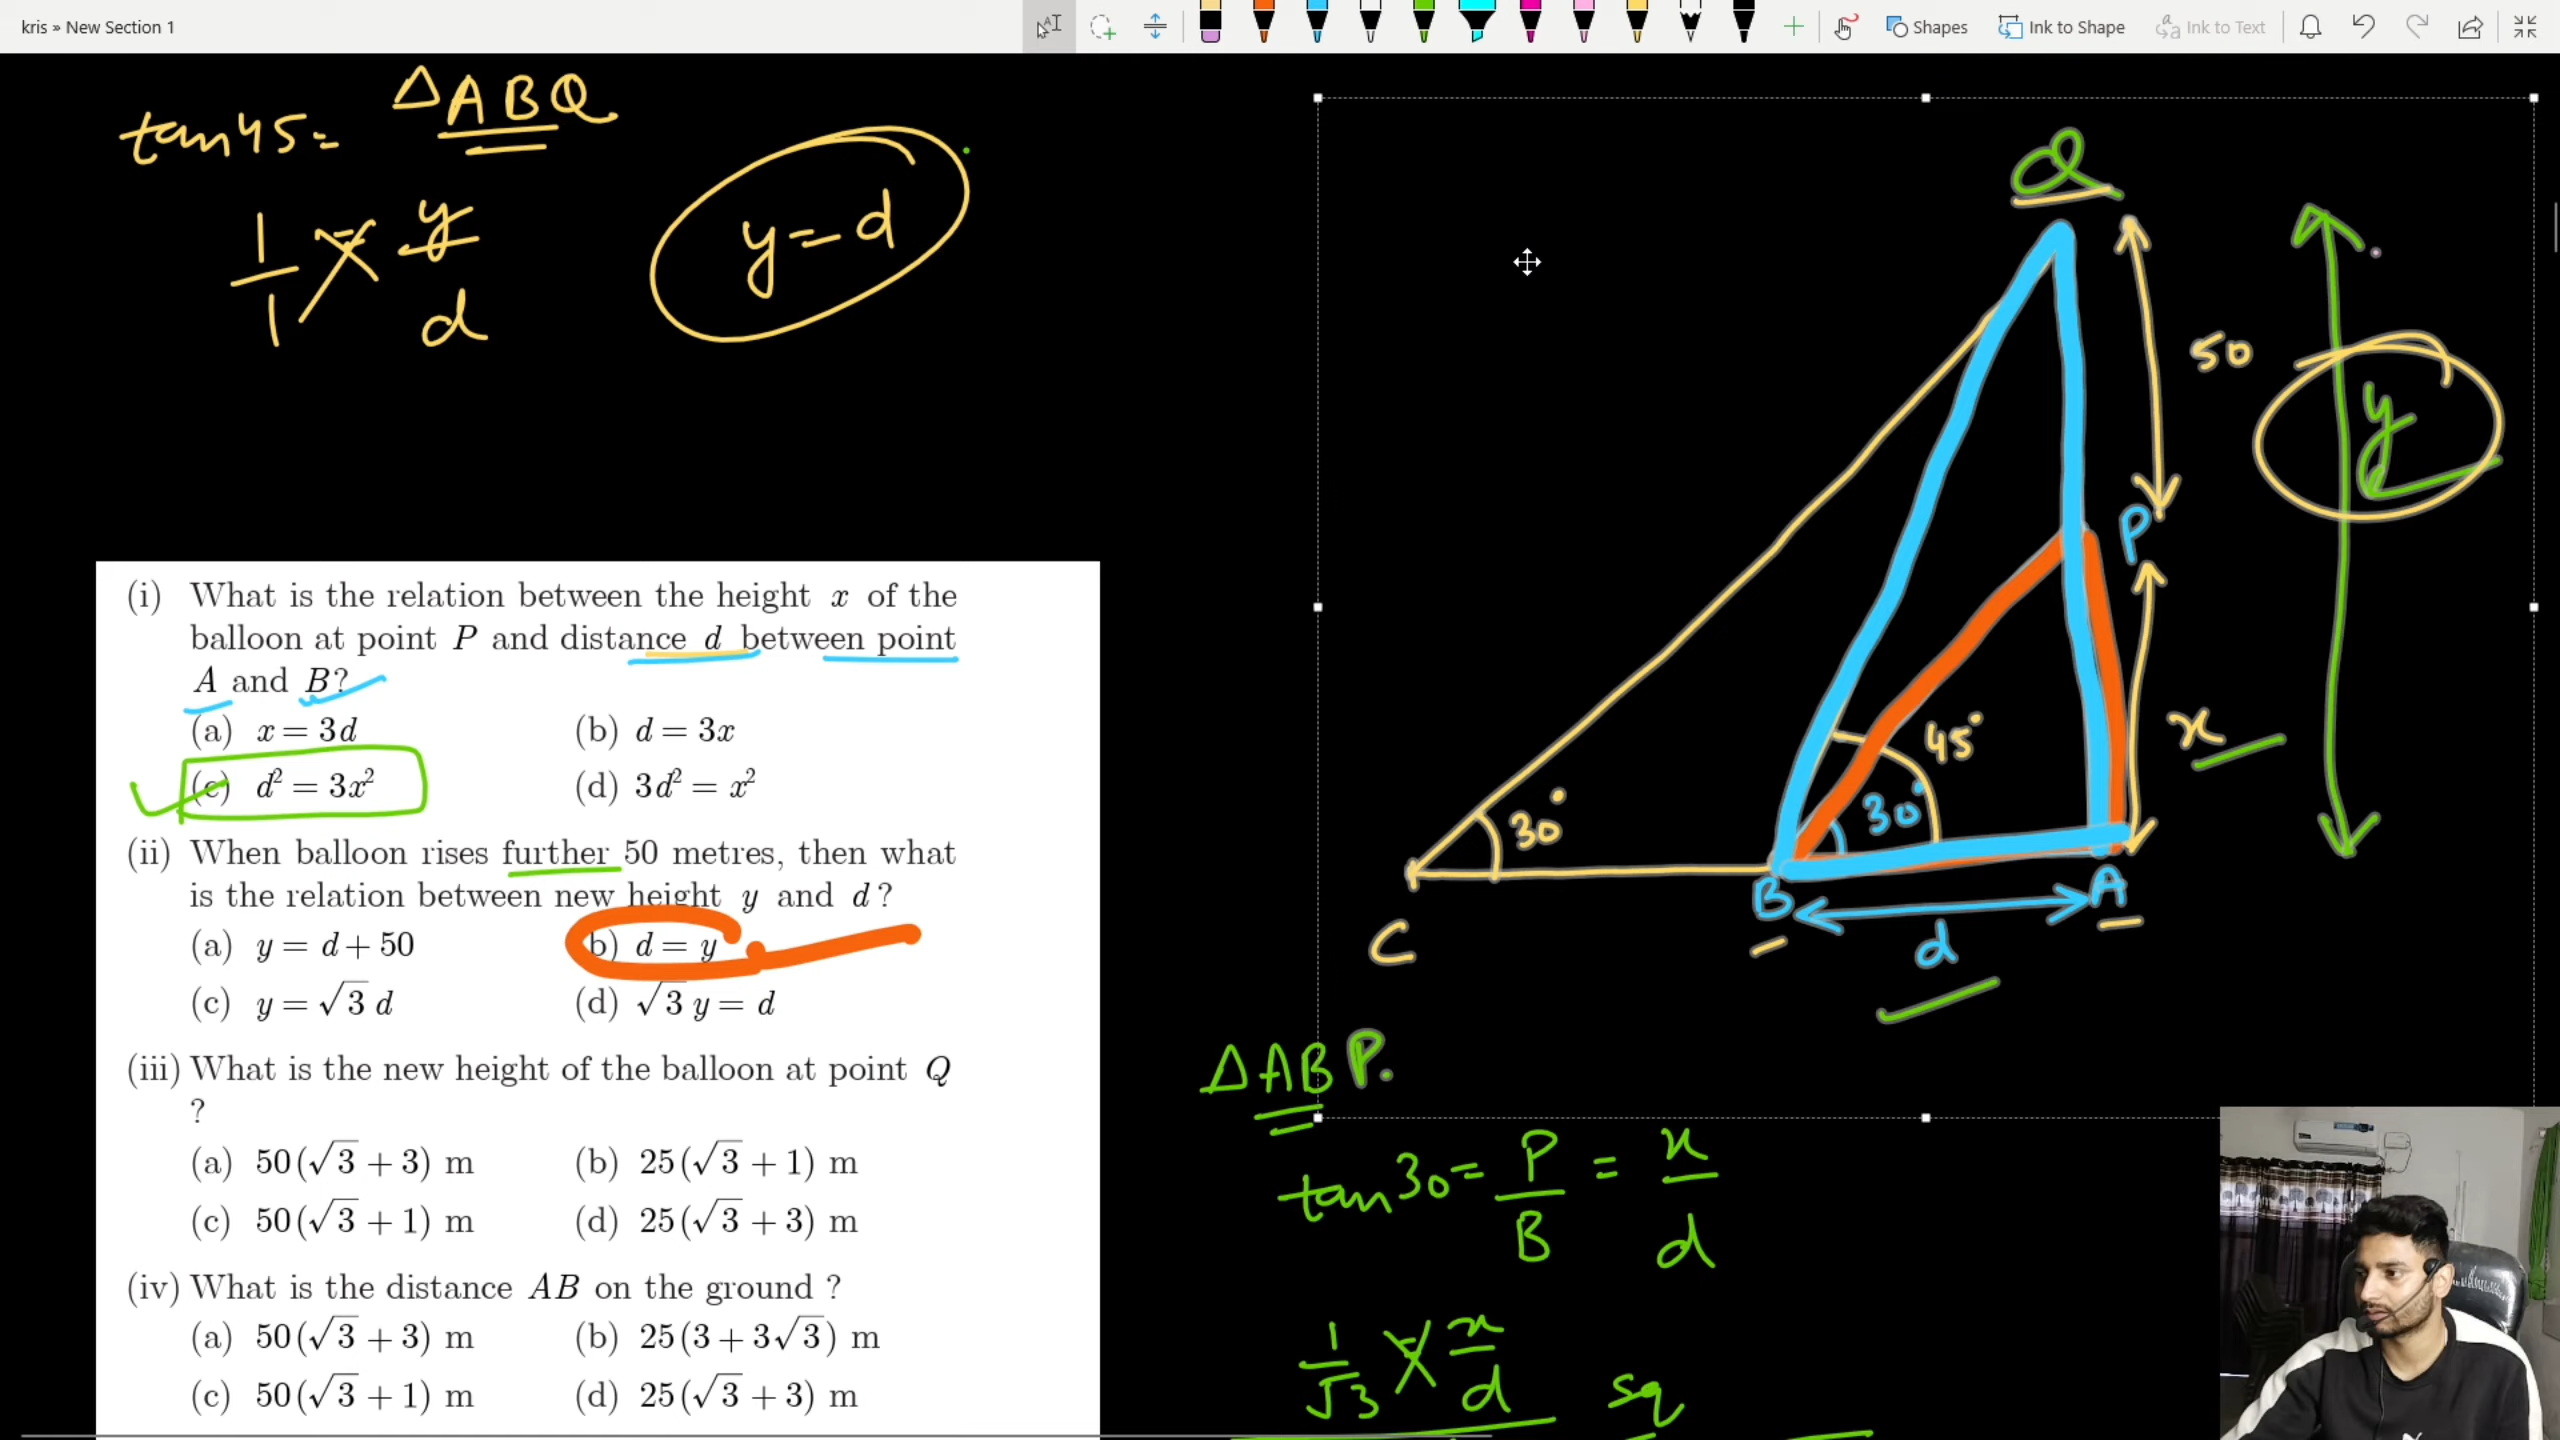 kris » New Section 1
Shapes
Ink to Shape
Ink to Text
△ABQ
tan45=
1/1 = y/d
y=d
Q
50
y
P
45°
x
30°
30°
B
A
C
d
(i) What is the relation between the height x of the
balloon at point P and distance d between point
A and B?
(a) x = 3d (b) d = 3x
(c) d² = 3x² (d) 3d² = x²
(ii) When balloon rises further 50 metres, then what
is the relation between new height y and d?
(a) y = d + 50 b) d = y
(c) y = √3 d (d) √3 y = d
(iii) What is the new height of the balloon at point Q
?
(a) 50(√3 + 3) m (b) 25(√3 + 1) m
(c) 50(√3 + 1) m (d) 25(√3 + 3) m
(iv) What is the distance AB on the ground ?
(a) 50(√3 + 3) m (b) 25(3 + 3√3) m
(c) 50(√3 + 1) m (d) 25(√3 + 3) m
△ABP.
tan30 = P/B = x/d
1/√3 = x/d
sq